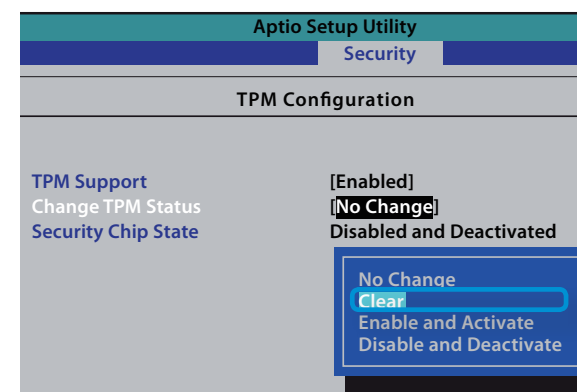 Aptio Setup Utility
Security
TPM Configuration
TPM Support [Enabled]
Change TPM Status [No Change]
Security Chip State Disabled and Deactivated
No Change
Clear
Enable and Activate
Disable and Deactivate